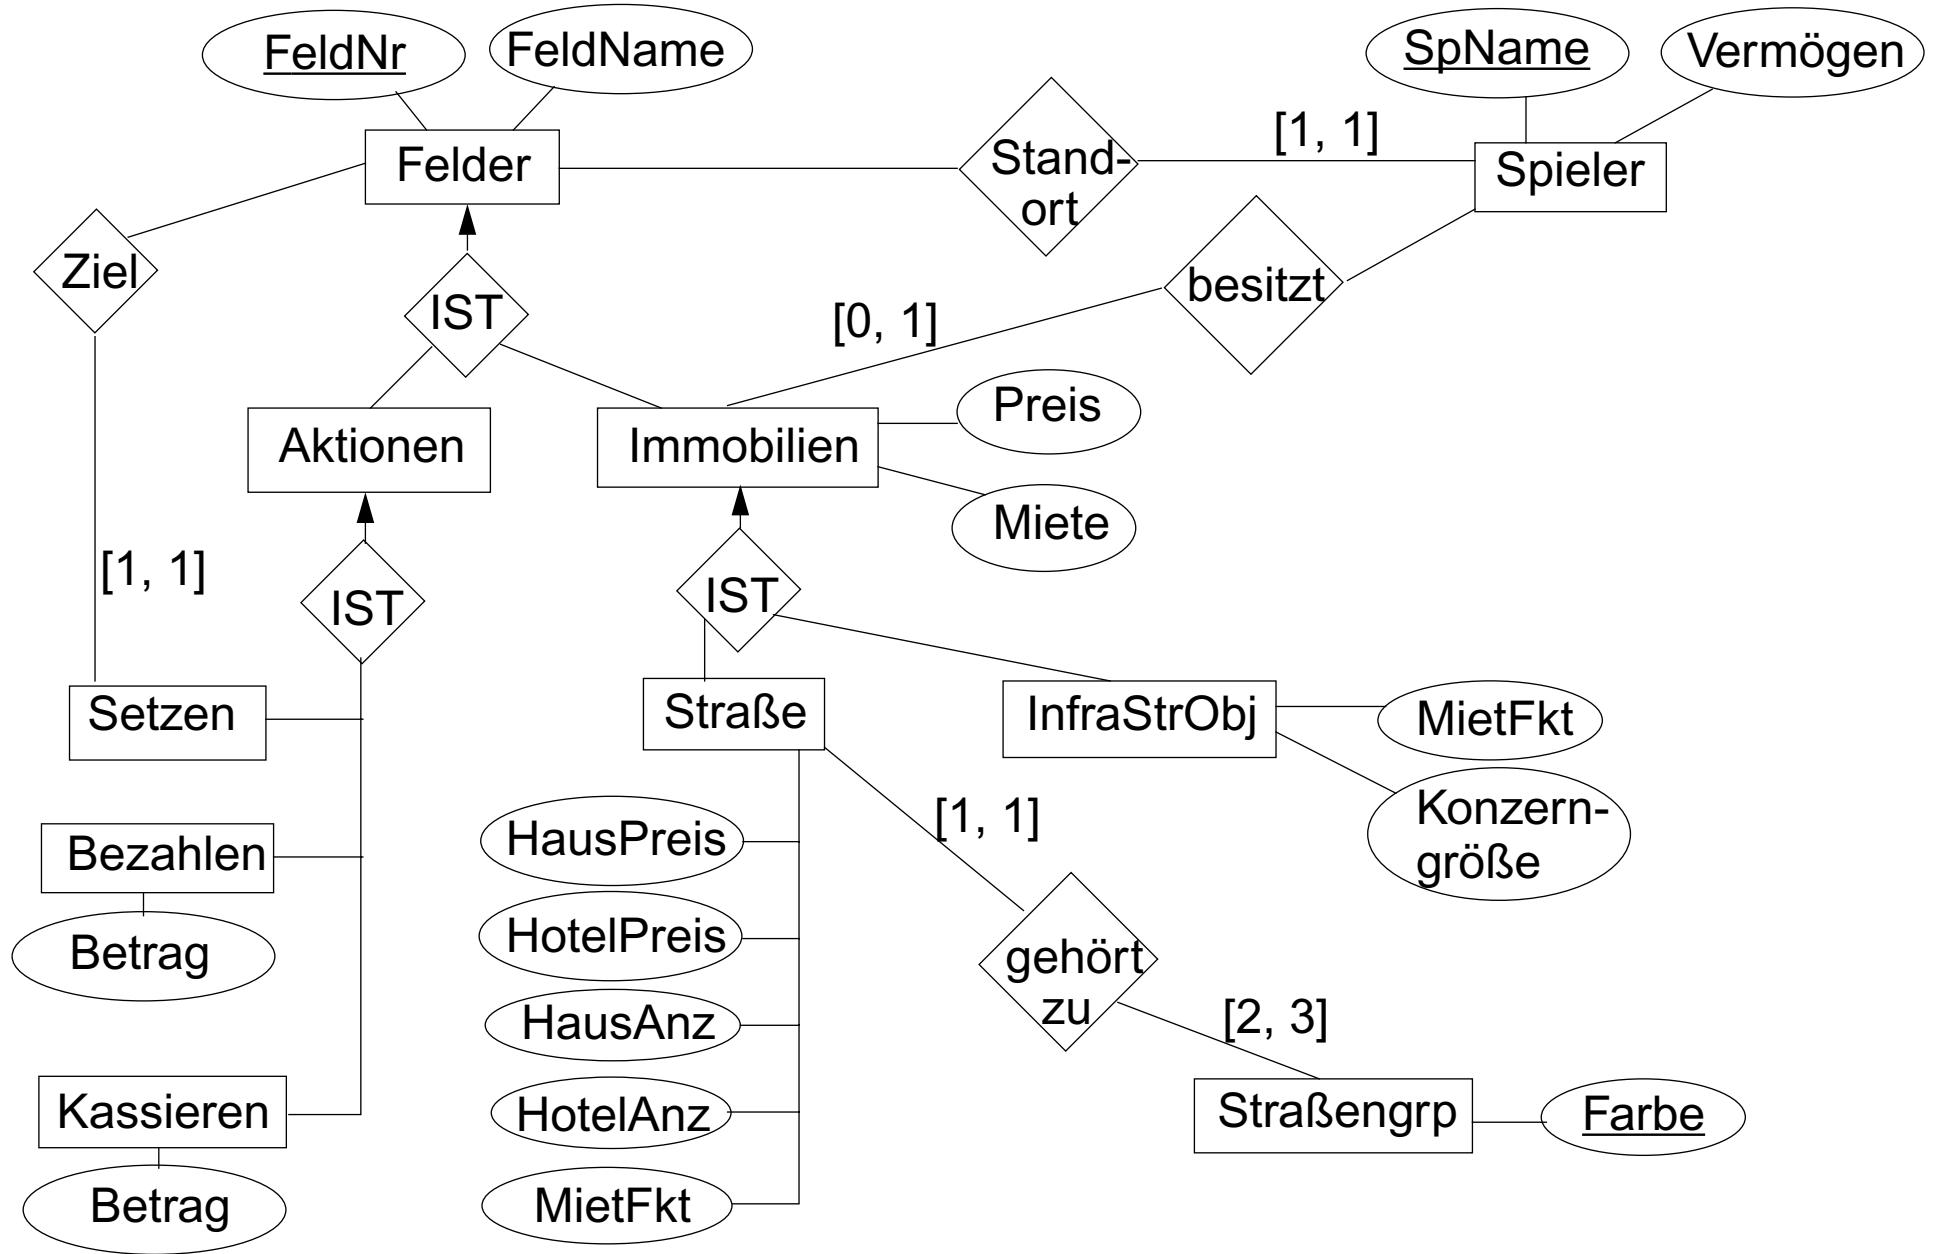 FeldNr
FeldName
SpName
Vermögen
Felder
Stand-
ort
[1, 1]
Spieler
Ziel
IST
besitzt
[0, 1]
Aktionen
Immobilien
Preis
Miete
[1, 1]
IST
IST
Setzen
Straße
InfraStrObj
MietFkt
Konzern-
größe
Bezahlen
Betrag
HausPreis
[1, 1]
HotelPreis
gehört
zu
HausAnz
[2, 3]
Kassieren
HotelAnz
Straßengrp
Farbe
Betrag
MietFkt